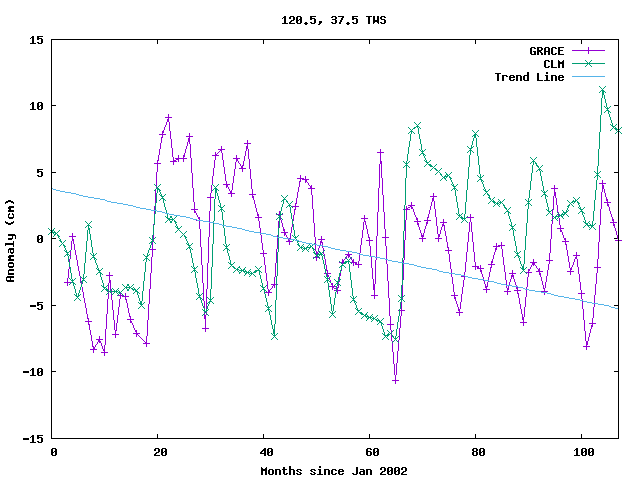 120.5, 37.5 TWS
GRACE
CLM
Trend Line
15
10
5
0
-5
-10
-15
Anomaly (cm)
0 20 40 60 80 100
Months since Jan 2002